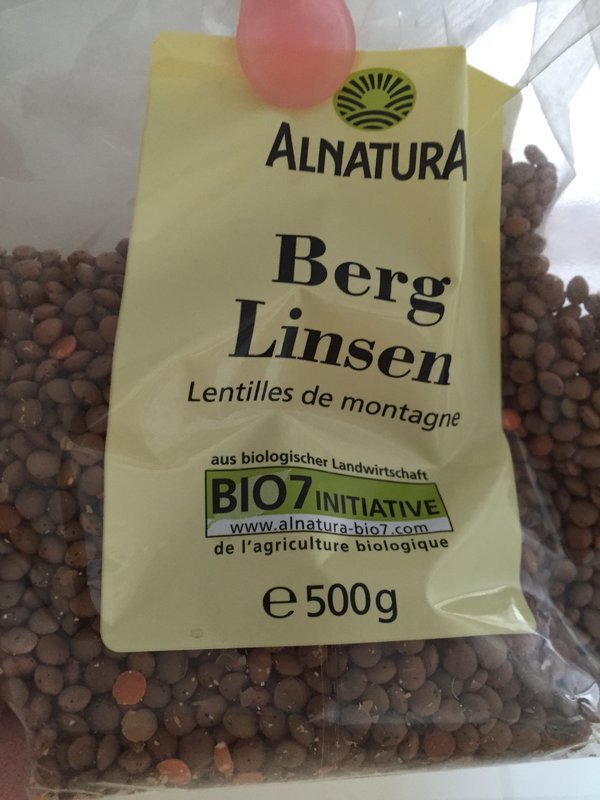 ALNATURA
Berg
Linsen
Lentilles de montagne
aus biologischer Landwirtschaft
BIO7 INITIATIVE
www.alnatura-bio7.com
de l'agriculture biologique
℮ 500g